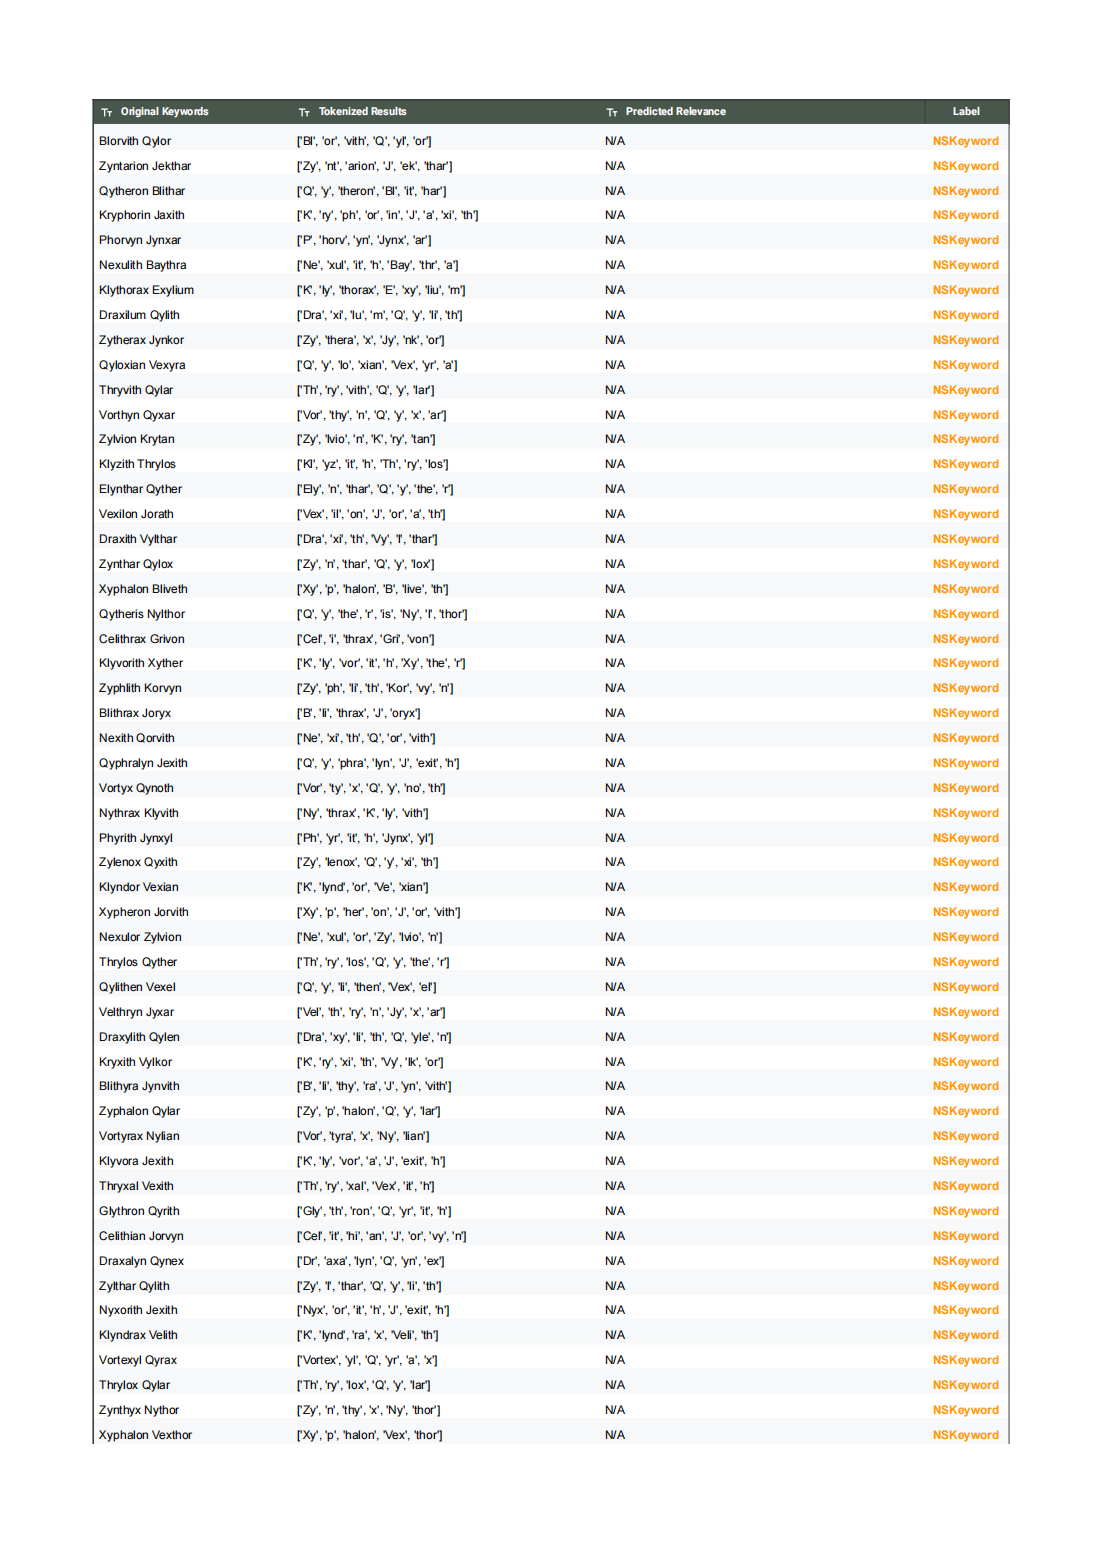 Original Keywords Tokenized Results Predicted Relevance Label
Blorvith Qylor ['Bl', 'or', 'vith', 'Q', 'yl', 'or'] N/A NSKeyword
Zyntarion Jekthar ['Zy', 'nt', 'arion', 'J', 'ek', 'thar'] N/A NSKeyword
Qytheron Blithar ['Q', 'y', 'theron', 'Bl', 'it', 'har'] N/A NSKeyword
Kryphorin Jaxith ['K', 'ry', 'ph', 'or', 'in', 'J', 'a', 'xi', 'th'] N/A NSKeyword
Phorvyn Jynxar ['P', 'horv', 'yn', 'Jynx', 'ar'] N/A NSKeyword
Nexulith Baythra ['Ne', 'xul', 'it', 'h', 'Bay', 'thr', 'a'] N/A NSKeyword
Klythorax Exylium ['K', 'ly', 'thorax', 'E', 'xy', 'liu', 'm'] N/A NSKeyword
Draxilum Qylith ['Dra', 'xi', 'lu', 'm', 'Q', 'y', 'li', 'th'] N/A NSKeyword
Zytherax Jynkor ['Zy', 'thera', 'x', 'Jy', 'nk', 'or'] N/A NSKeyword
Qyloxian Vexyra ['Q', 'y', 'lo', 'xian', 'Vex', 'yr', 'a'] N/A NSKeyword
Thryvith Qylar ['Th', 'ry', 'vith', 'Q', 'y', 'lar'] N/A NSKeyword
Vorthyn Qyxar ['Vor', 'thy', 'n', 'Q', 'y', 'x', 'ar'] N/A NSKeyword
Zylvion Krytan ['Zy', 'lvio', 'n', 'K', 'ry', 'tan'] N/A NSKeyword
Klyzith Thrylos ['Kl', 'yz', 'it', 'h', 'Th', 'ry', 'los'] N/A NSKeyword
Elynthar Qyther ['Ely', 'n', 'thar', 'Q', 'y', 'the', 'r'] N/A NSKeyword
Vexilon Jorath ['Vex', 'il', 'on', 'J', 'or', 'a', 'th'] N/A NSKeyword
Draxith Vylthar ['Dra', 'xi', 'th', 'Vy', 'l', 'thar'] N/A NSKeyword
Zynthar Qylox ['Zy', 'n', 'thar', 'Q', 'y', 'lox'] N/A NSKeyword
Xyphalon Bliveth ['Xy', 'p', 'halon', 'B', 'live', 'th'] N/A NSKeyword
Qytheris Nylthor ['Q', 'y', 'the', 'r', 'is', 'Ny', 'l', 'thor'] N/A NSKeyword
Celithrax Grivon ['Cel', 'i', 'thrax', 'Gri', 'von'] N/A NSKeyword
Klyvorith Xyther ['K', 'ly', 'vor', 'it', 'h', 'Xy', 'the', 'r'] N/A NSKeyword
Zyphlith Korvyn ['Zy', 'ph', 'li', 'th', 'Kor', 'vy', 'n'] N/A NSKeyword
Blithrax Joryx ['B', 'li', 'thrax', 'J', 'oryx'] N/A NSKeyword
Nexith Qorvith ['Ne', 'xi', 'th', 'Q', 'or', 'vith'] N/A NSKeyword
Qyphralyn Jexith ['Q', 'y', 'phra', 'lyn', 'J', 'exit', 'h'] N/A NSKeyword
Vortyx Qynoth ['Vor', 'ty', 'x', 'Q', 'y', 'no', 'th'] N/A NSKeyword
Nythrax Klyvith ['Ny', 'thrax', 'K', 'ly', 'vith'] N/A NSKeyword
Phyrith Jynxyl ['Ph', 'yr', 'it', 'h', 'Jynx', 'yl'] N/A NSKeyword
Zylenox Qyxith ['Zy', 'lenox', 'Q', 'y', 'xi', 'th'] N/A NSKeyword
Klyndor Vexian ['K', 'lynd', 'or', 'Ve', 'xian'] N/A NSKeyword
Xypheron Jorvith ['Xy', 'p', 'her', 'on', 'J', 'or', 'vith'] N/A NSKeyword
Nexulor Zylvion ['Ne', 'xul', 'or', 'Zy', 'lvio', 'n'] N/A NSKeyword
Thrylos Qyther ['Th', 'ry', 'los', 'Q', 'y', 'the', 'r'] N/A NSKeyword
Qylithen Vexel ['Q', 'y', 'li', 'then', 'Vex', 'el'] N/A NSKeyword
Velthryn Jyxar ['Vel', 'th', 'ry', 'n', 'Jy', 'x', 'ar'] N/A NSKeyword
Draxylith Qylen ['Dra', 'xy', 'li', 'th', 'Q', 'yle', 'n'] N/A NSKeyword
Kryxith Vylkor ['K', 'ry', 'xi', 'th', 'Vy', 'lk', 'or'] N/A NSKeyword
Blithyra Jynvith ['B', 'li', 'thy', 'ra', 'J', 'yn', 'vith'] N/A NSKeyword
Zyphalon Qylar ['Zy', 'p', 'halon', 'Q', 'y', 'lar'] N/A NSKeyword
Vortyrax Nylian ['Vor', 'tyra', 'x', 'Ny', 'lian'] N/A NSKeyword
Klyvora Jexith ['K', 'ly', 'vor', 'a', 'J', 'exit', 'h'] N/A NSKeyword
Thryxal Vexith ['Th', 'ry', 'xal', 'Vex', 'it', 'h'] N/A NSKeyword
Glythron Qyrith ['Gly', 'th', 'ron', 'Q', 'yr', 'it', 'h'] N/A NSKeyword
Celithian Jorvyn ['Cel', 'it', 'hi', 'an', 'J', 'or', 'vy', 'n'] N/A NSKeyword
Draxalyn Qynex ['Dr', 'axa', 'lyn', 'Q', 'yn', 'ex'] N/A NSKeyword
Zylthar Qylith ['Zy', 'l', 'thar', 'Q', 'y', 'li', 'th'] N/A NSKeyword
Nyxorith Jexith ['Nyx', 'or', 'it', 'h', 'J', 'exit', 'h'] N/A NSKeyword
Klyndrax Velith ['K', 'lynd', 'ra', 'x', 'Veli', 'th'] N/A NSKeyword
Vortexyl Qyrax ['Vortex', 'yl', 'Q', 'yr', 'a', 'x'] N/A NSKeyword
Thrylox Qylar ['Th', 'ry', 'lox', 'Q', 'y', 'lar'] N/A NSKeyword
Zynthyx Nythor ['Zy', 'n', 'thy', 'x', 'Ny', 'thor'] N/A NSKeyword
Xyphalon Vexthor ['Xy', 'p', 'halon', 'Vex', 'thor'] N/A NSKeyword